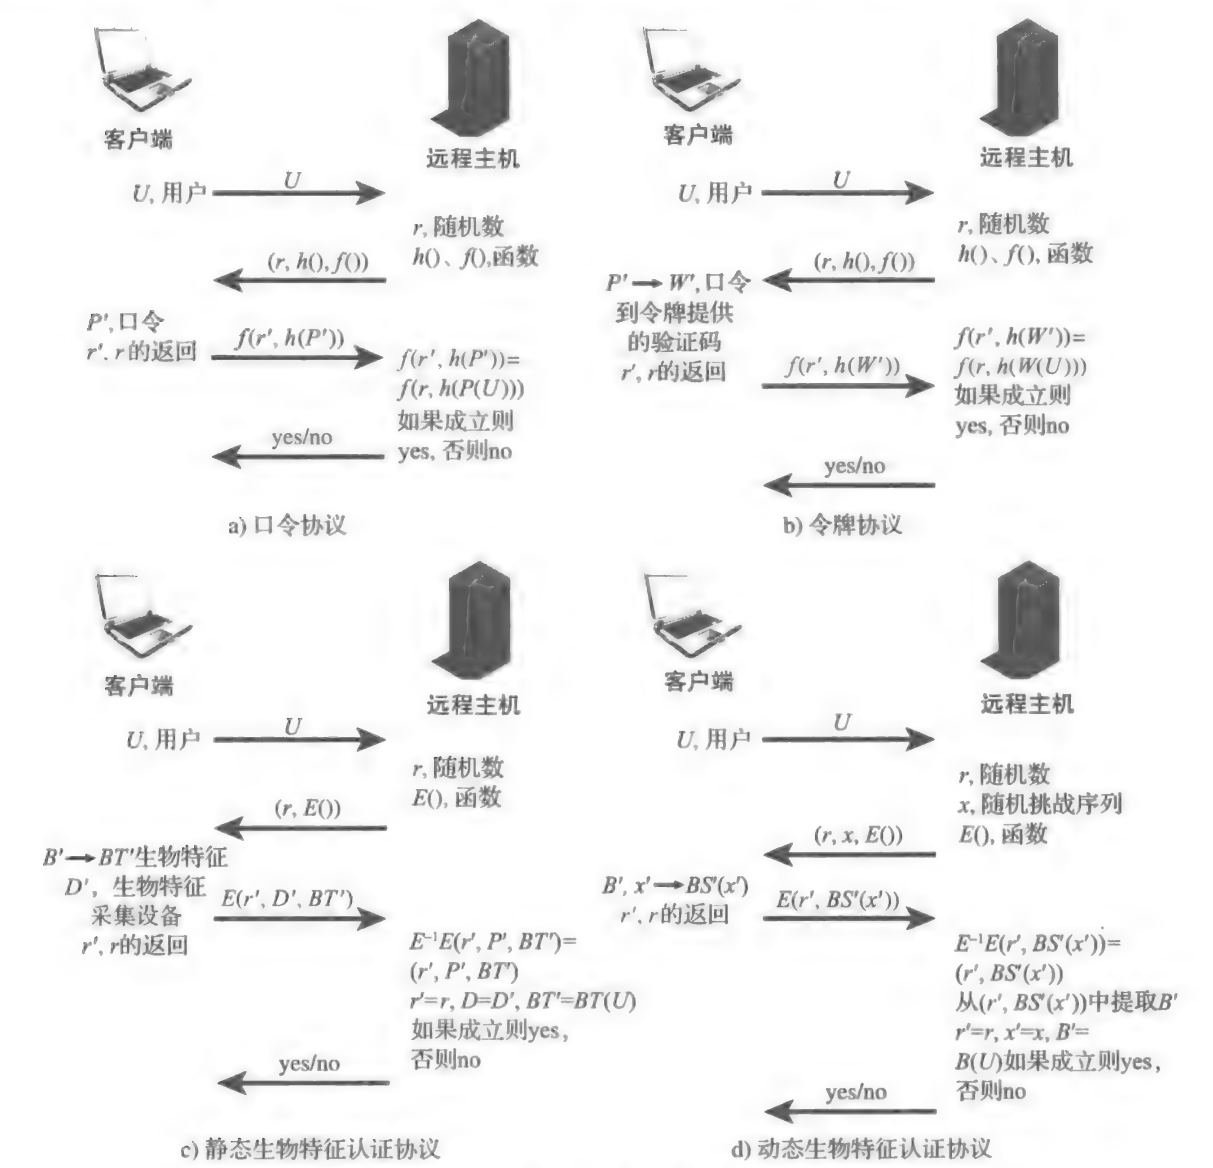 客户端
远程主机
U, 用户
U
r, 随机数
h()、f(),函数
(r, h(), f())
P', 口令
r'. r的返回
f(r', h(P'))
f(r', h(P'))=
f(r, h(P(U)))
如果成立则
yes, 否则no
yes/no
a) 口令协议
客户端
远程主机
U, 用户
U
r, 随机数
h()、f(), 函数
(r, h(), f())
P'→W', 口令
到令牌提供
的验证码
r', r的返回
f(r', h(W'))
f(r', h(W'))=
f(r, h(W(U)))
如果成立则
yes, 否则no
yes/no
b) 令牌协议
客户端
远程主机
U, 用户
U
r, 随机数
E(), 函数
(r, E())
B'→BT'生物特征
D', 生物特征
采集设备
r', r的返回
E(r', D', BT')
E⁻¹E(r', P', BT')=
(r', P', BT')
r'=r, D=D', BT'=BT(U)
如果成立则yes,
否则no
yes/no
c) 静态生物特征认证协议
客户端
远程主机
U, 用户
U
r, 随机数
x, 随机挑战序列
E(), 函数
(r, x, E())
B', x'→BS'(x')
r', r的返回
E(r', BS'(x'))
E⁻¹E(r', BS'(x'))=
(r', BS'(x'))
从(r', BS'(x'))中提取B'
r'=r, x'=x, B'=
B(U)如果成立则yes,
否则no
yes/no
d) 动态生物特征认证协议